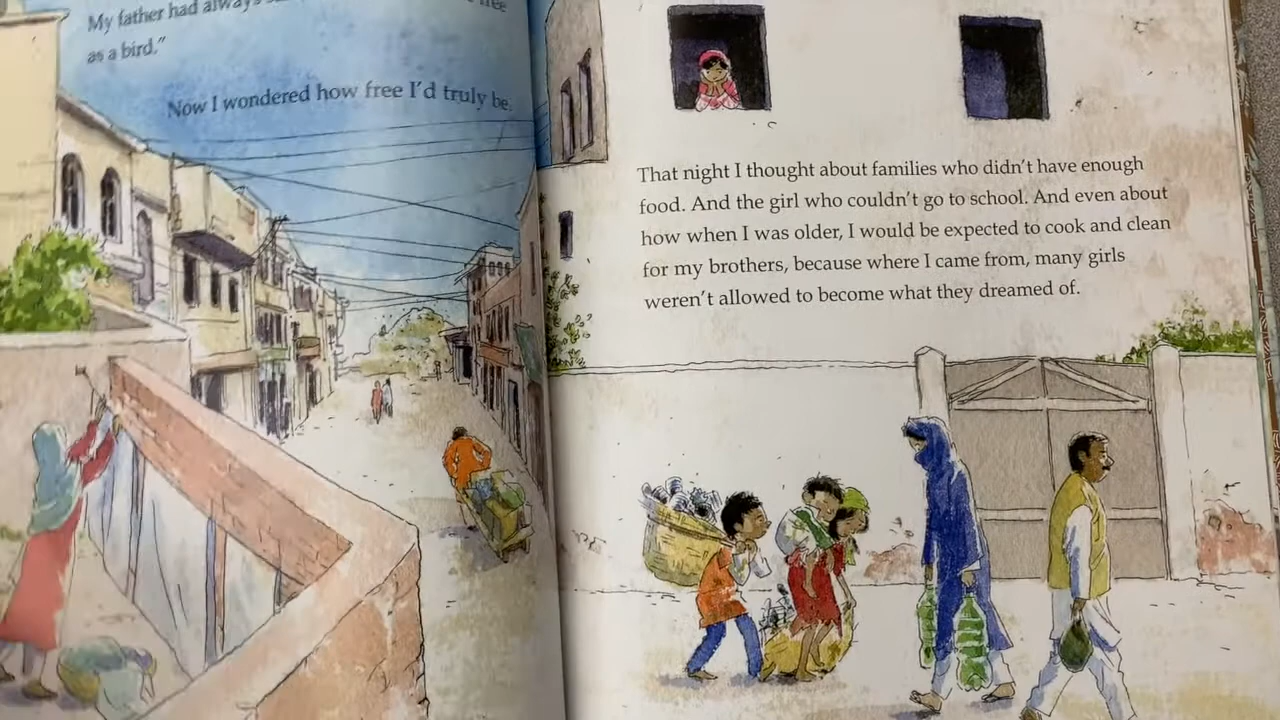 My father had always
as a bird.”
Now I wondered how free I’d truly be.
That night I thought about families who didn’t have enough
food. And the girl who couldn’t go to school. And even about
how when I was older, I would be expected to cook and clean
for my brothers, because where I came from, many girls
weren’t allowed to become what they dreamed of.